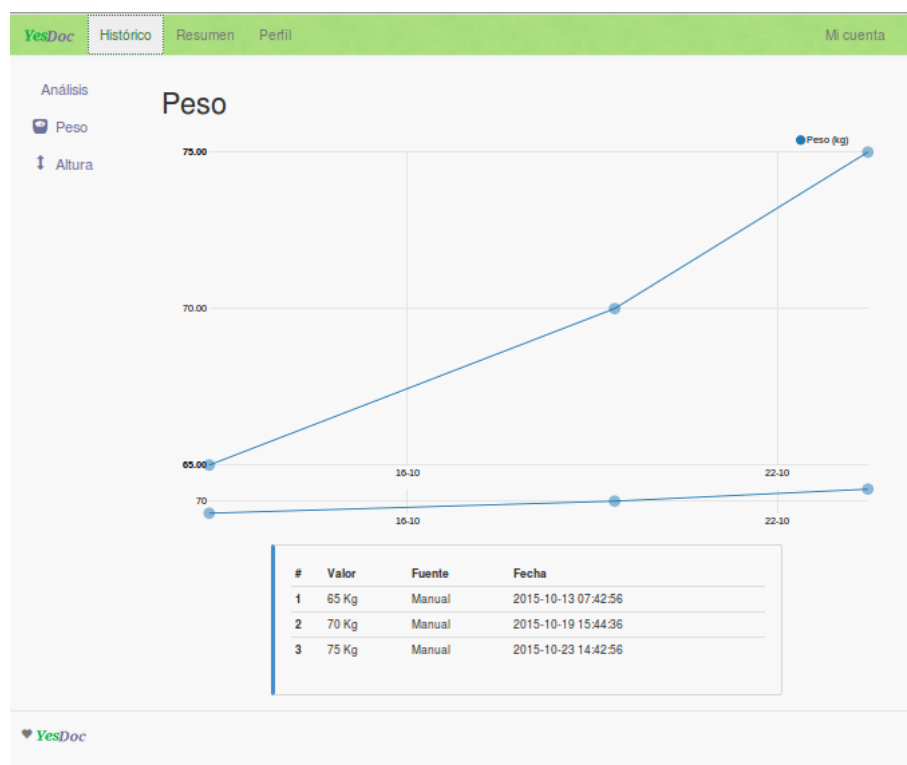 YesDoc Histórico Resumen Perfil Mi cuenta
Análisis
Peso
Altura
Peso
Peso (kg)
75.00
70.00
65.00
16-10 22-10
70
16-10 22-10
# Valor Fuente Fecha
1 65 Kg Manual 2015-10-13 07:42:56
2 70 Kg Manual 2015-10-19 15:44:36
3 75 Kg Manual 2015-10-23 14:42:56
YesDoc